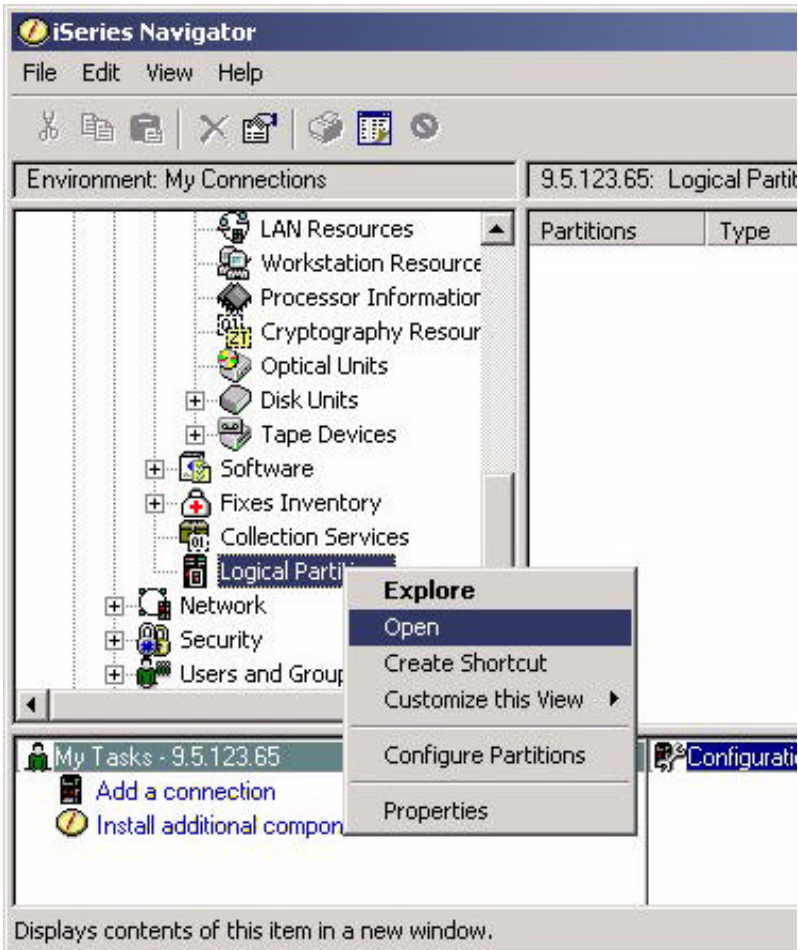 iSeries Navigator
File Edit View Help
Environment: My Connections
9.5.123.65: Logical Partit
Partitions Type
LAN Resources
Workstation Resource
Processor Information
Cryptography Resour
Optical Units
Disk Units
Tape Devices
Software
Fixes Inventory
Collection Services
Logical Parti
Network
Security
Users and Group
Explore
Open
Create Shortcut
Customize this View
Configure Partitions
Properties
My Tasks - 9.5.123.65
Add a connection
Install additional compon
Configuratio
Displays contents of this item in a new window.